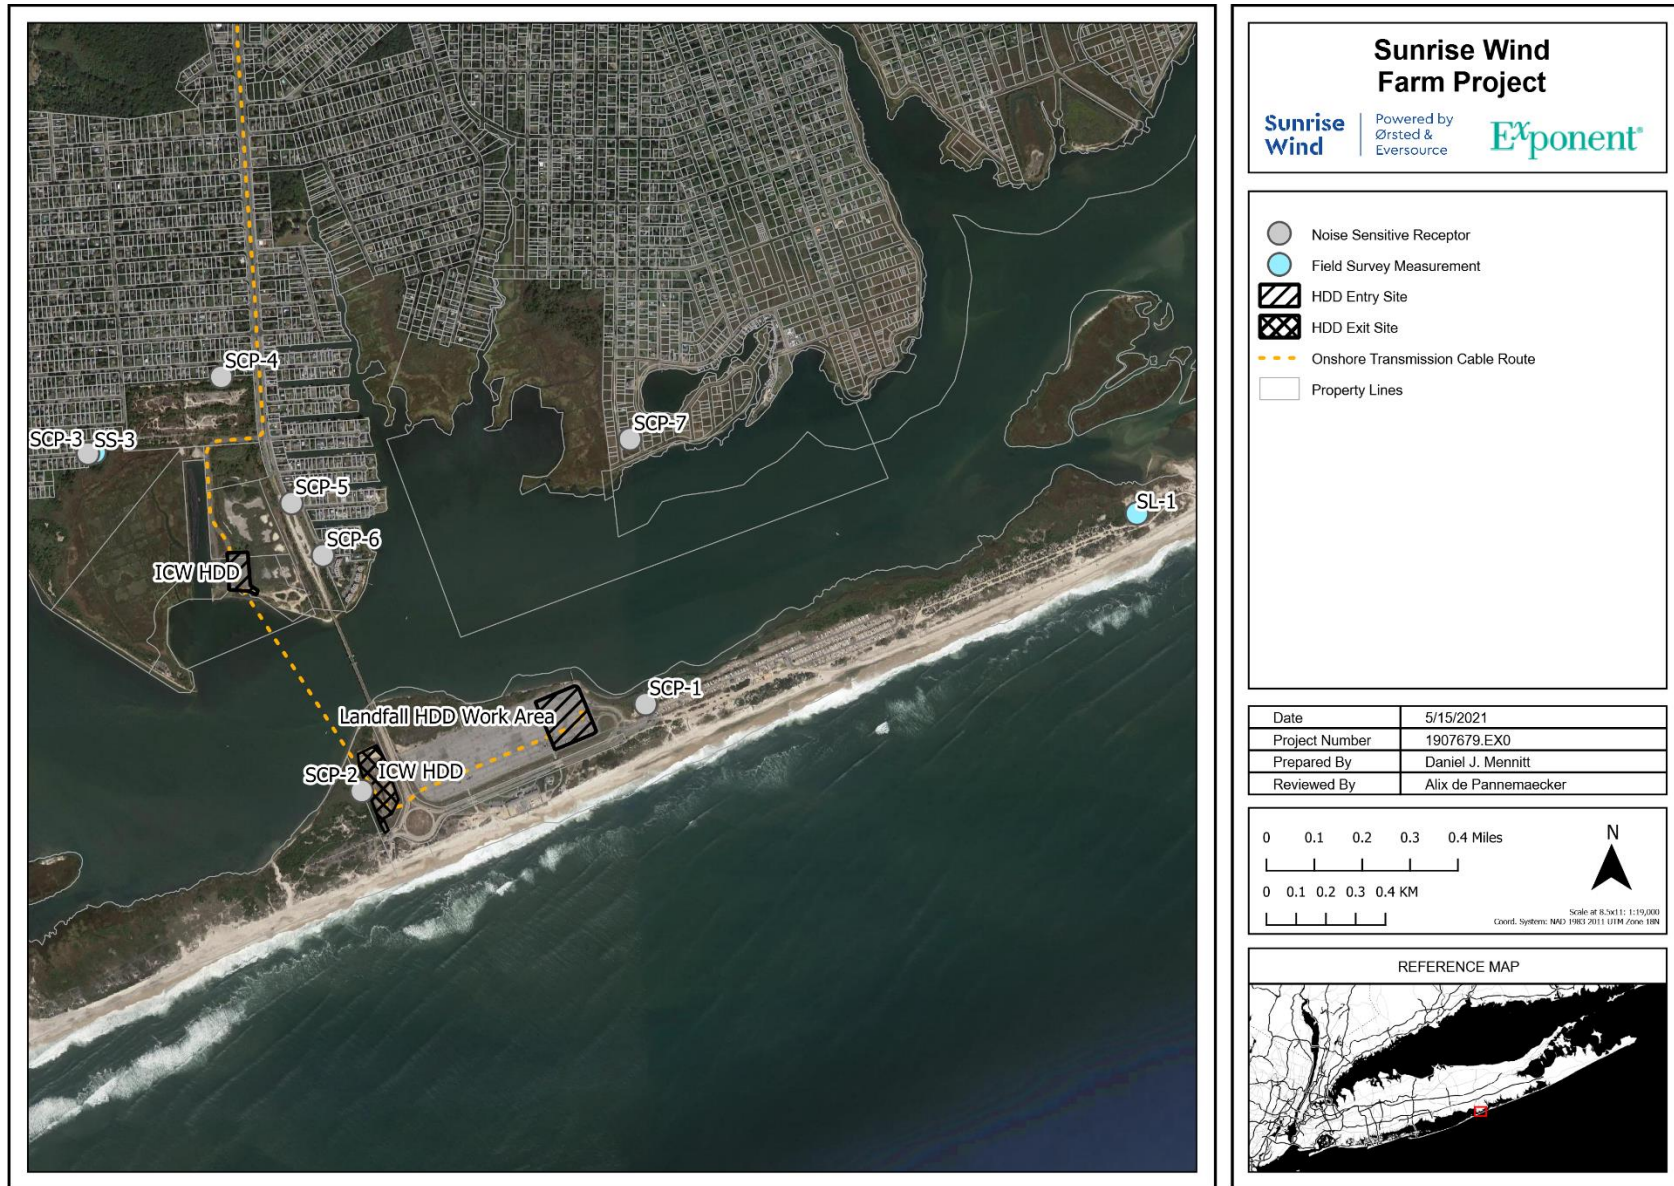 SCP-4
SCP-3
SS-3
SCP-7
SCP-5
SL-1
SCP-6
ICW HDD
SCP-1
Landfall HDD Work Area
SCP-2
ICW HDD
Sunrise Wind
Farm Project
Sunrise
Wind
Powered by
Ørsted &
Eversource
Exponent®
Noise Sensitive Receptor
Field Survey Measurement
HDD Entry Site
HDD Exit Site
Onshore Transmission Cable Route
Property Lines
Date 5/15/2021
Project Number 1907679.EX0
Prepared By Daniel J. Mennitt
Reviewed By Alix de Pannemaecker
0 0.1 0.2 0.3 0.4 Miles
0 0.1 0.2 0.3 0.4 KM
N
Scale at 8.5x11: 1:19,000
Coord. System: NAD 1983 2011 UTM Zone 18N
REFERENCE MAP